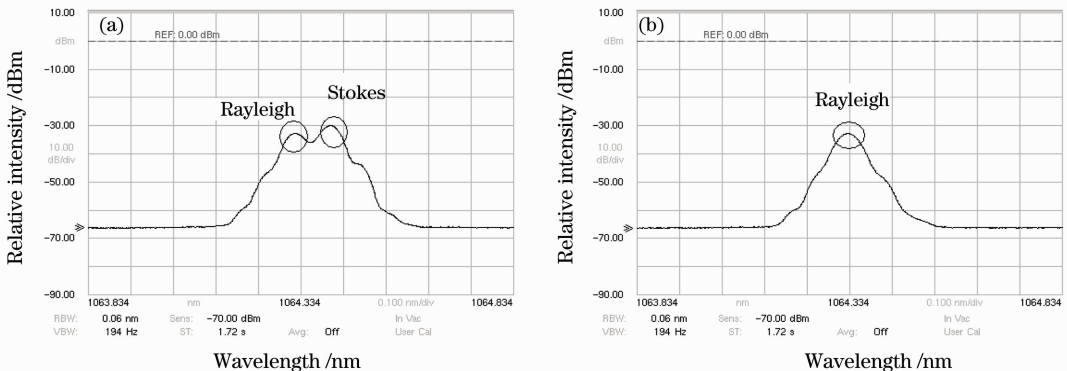 (a)
Relative intensity /dBm
10.00
dBm
REF: 0.00 dBm
-10.00
Rayleigh
Stokes
-30.00
10.00
dB/div
-50.00
-70.00
-90.00
1063.834 nm 1064.334 0.100 nm/div 1064.834
RBW: 0.06 nm Sens: -70.00 dBm In Vac
VBW: 194 Hz ST: 1.72 s Avg: Off User Cal
Wavelength /nm
(b)
Relative intensity /dBm
10.00
dBm
REF: 0.00 dBm
-10.00
Rayleigh
-30.00
10.00
dB/div
-50.00
-70.00
-90.00
1063.834 nm 1064.334 0.100 nm/div 1064.834
RBW: 0.06 nm Sens: -70.00 dBm In Vac
VBW: 194 Hz ST: 1.72 s Avg: Off User Cal
Wavelength /nm